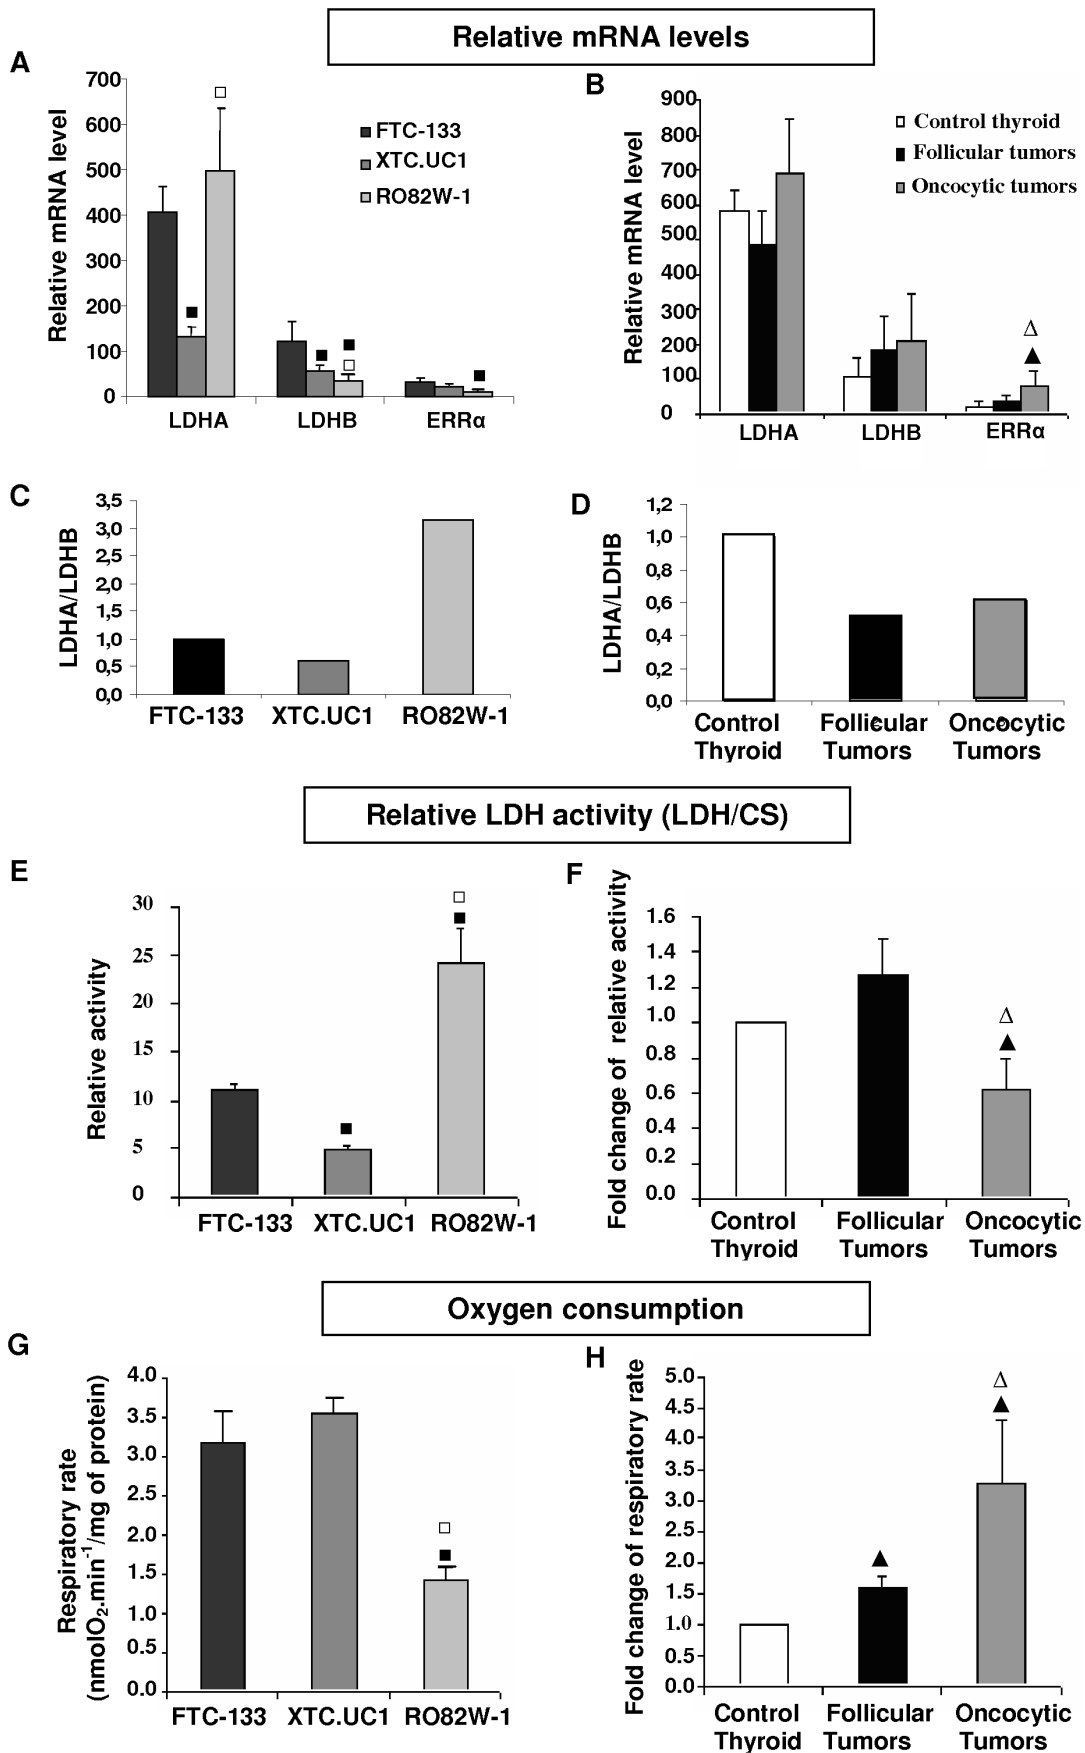 Relative mRNA levels
A
Relative mRNA level
700
600
500
400
300
200
100
0
FTC-133
XTC.UC1
RO82W-1
LDHA
LDHB
ERRα
B
Relative mRNA level
900
800
700
600
500
400
300
200
100
0
Control thyroid
Follicular tumors
Oncocytic tumors
LDHA
LDHB
ERRα
C
LDHA/LDHB
3,5
3,0
2,5
2,0
1,5
1,0
0,5
0,0
FTC-133
XTC.UC1
RO82W-1
D
LDHA/LDHB
1,2
1,0
0,8
0,6
0,4
0,2
0,0
Control
Thyroid
Follicular
Tumors
Oncocytic
Tumors
Relative LDH activity (LDH/CS)
E
Relative activity
30
25
20
15
10
5
0
FTC-133
XTC.UC1
RO82W-1
F
Fold change of relative activity
1.6
1.4
1.2
1.0
0.8
0.6
0.4
0.2
0.0
Control
Thyroid
Follicular
Tumors
Oncocytic
Tumors
Oxygen consumption
G
Respiratory rate
(nmolO₂.min⁻¹/mg of protein)
4.0
3.5
3.0
2.5
2.0
1.5
1.0
0.5
0.0
FTC-133
XTC.UC1
RO82W-1
H
Fold change of respiratory rate
5.0
4.5
4.0
3.5
3.0
2.5
2.0
1.5
1.0
0.5
0.0
Control
Thyroid
Follicular
Tumors
Oncocytic
Tumors